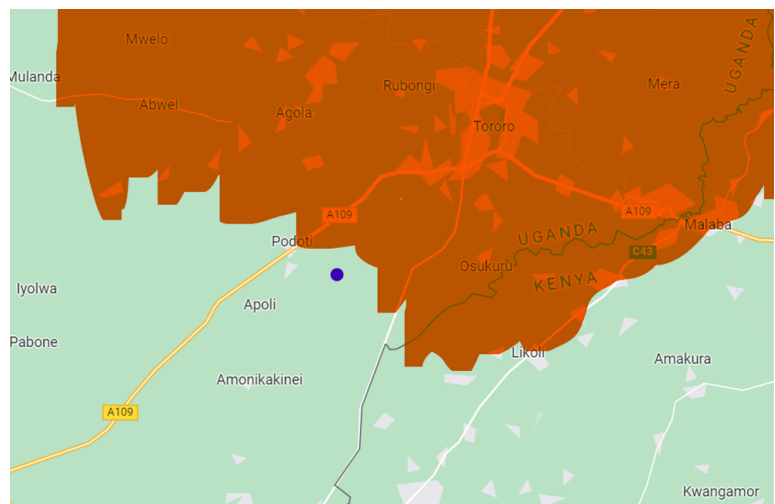 Mwelo
Mulanda
Rubongi
Mera
UGANDA
Abwel
Agola
Tororo
A109
A109
Malaba
Podoti
UGANDA
C43
Osukuru
KENYA
Iyolwa
Apoli
Pabone
Likoli
Amakura
Amonikakinei
A109
Kwangamor